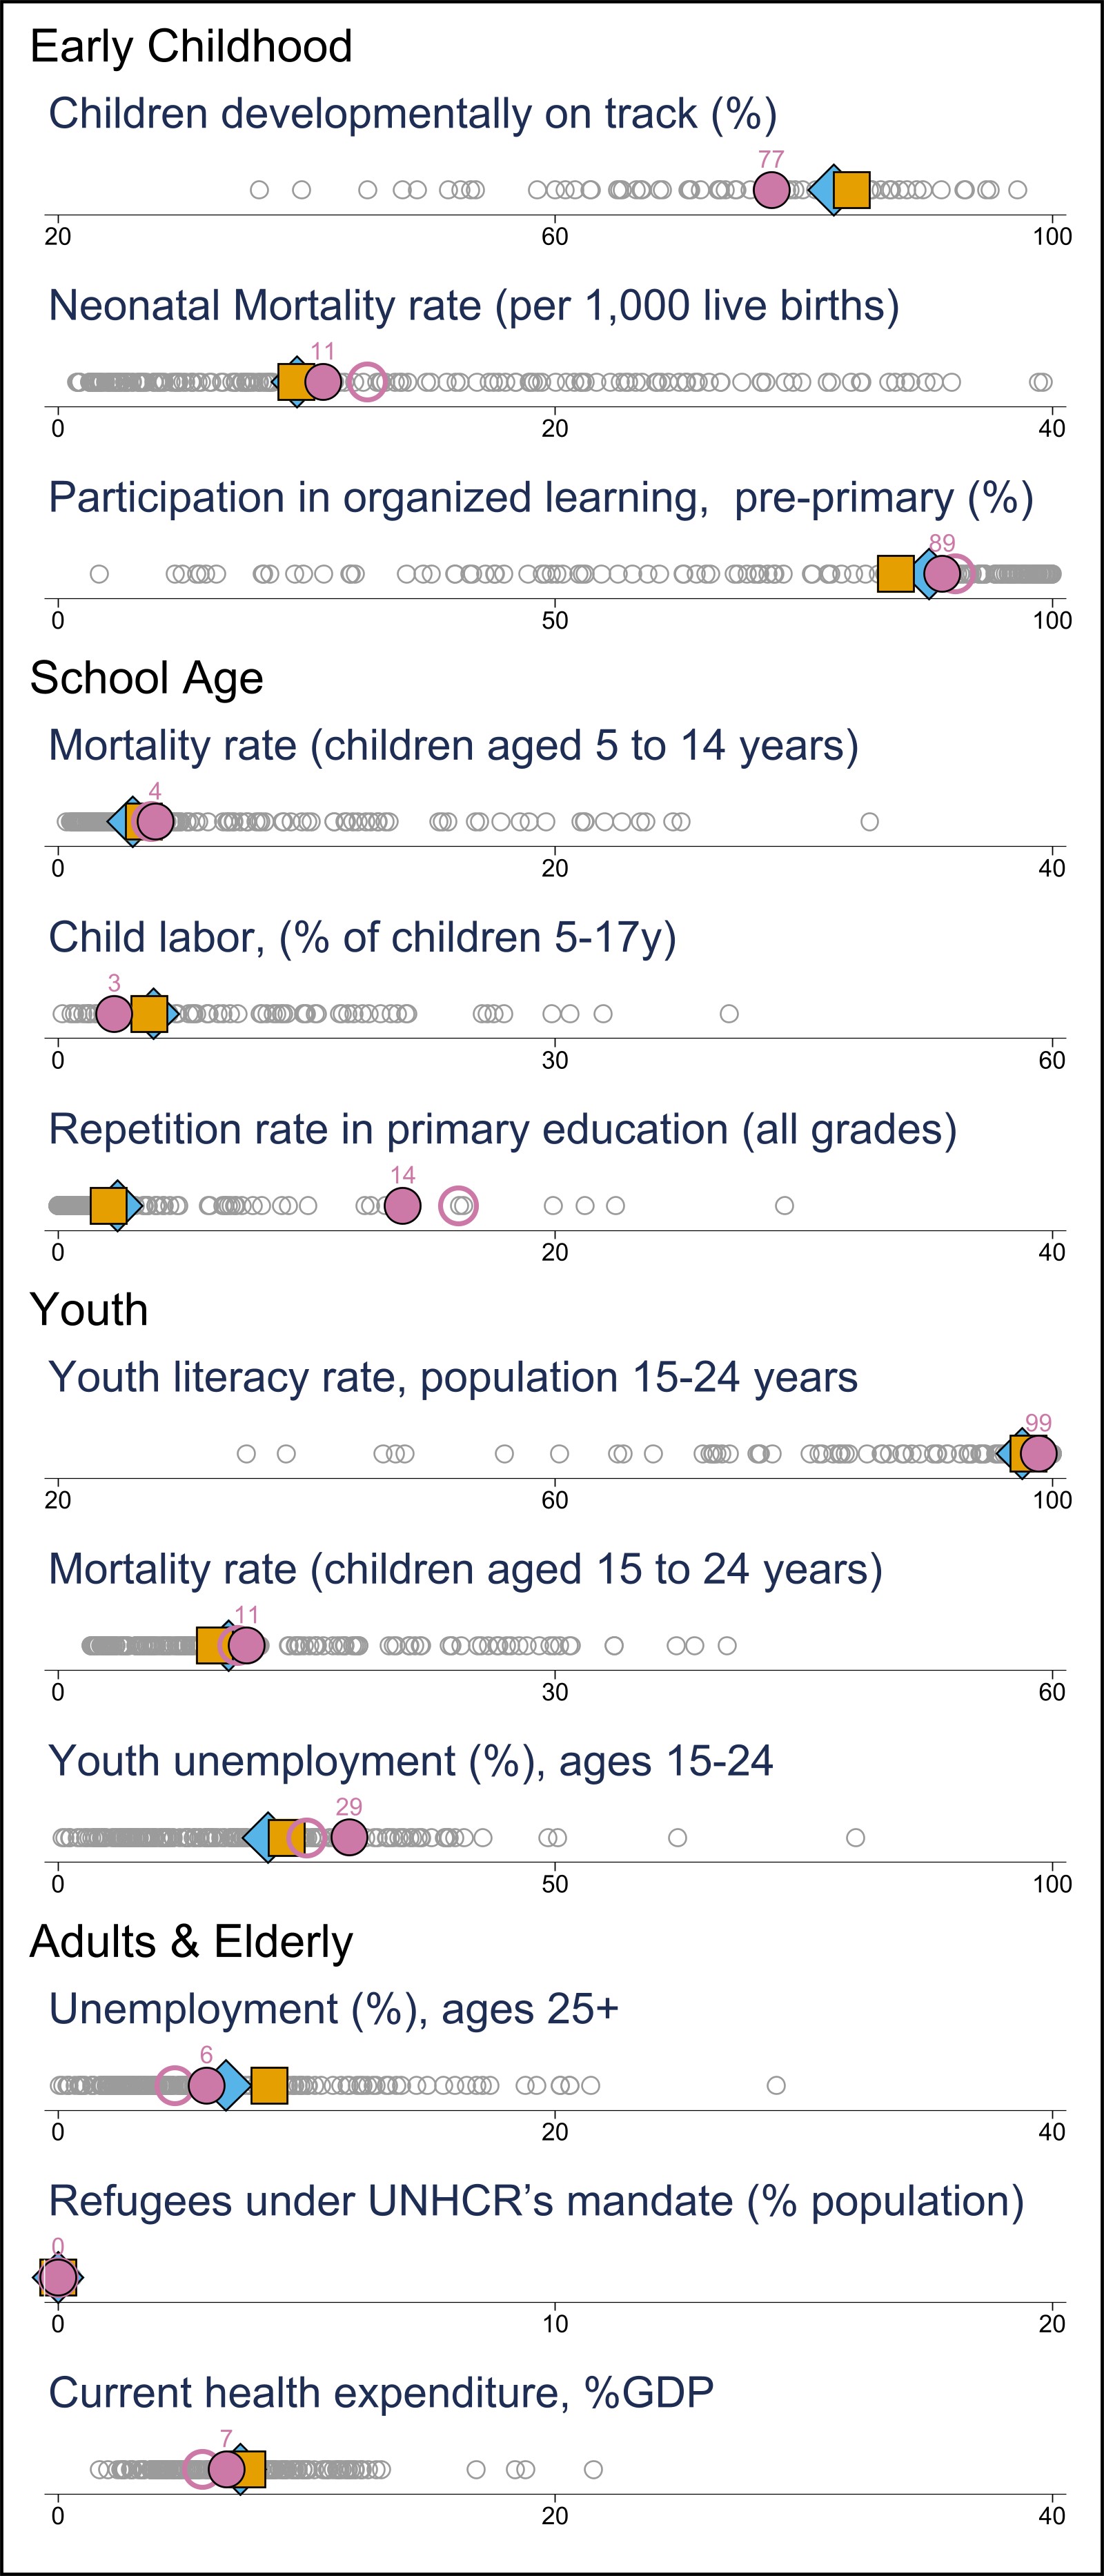 Early Childhood
Children developmentally on track (%)
77
20 60 100
Neonatal Mortality rate (per 1,000 live births)
11
0 20 40
Participation in organized learning,  pre-primary (%)
89
0 50 100
School Age
Mortality rate (children aged 5 to 14 years)
4
0 20 40
Child labor, (% of children 5-17y)
3
0 30 60
Repetition rate in primary education (all grades)
14
0 20 40
Youth
Youth literacy rate, population 15-24 years
99
20 60 100
Mortality rate (children aged 15 to 24 years)
11
0 30 60
Youth unemployment (%), ages 15-24
29
0 50 100
Adults & Elderly
Unemployment (%), ages 25+
6
0 20 40
Refugees under UNHCR’s mandate (% population)
0
0 10 20
Current health expenditure, %GDP
7
0 20 40